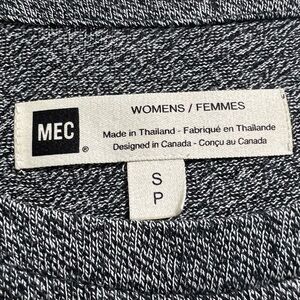 WOMENS / FEMMES
MEC®
Made in Thailand - Fabriqué en Thaïlande
Designed in Canada - Conçu au Canada
S
P